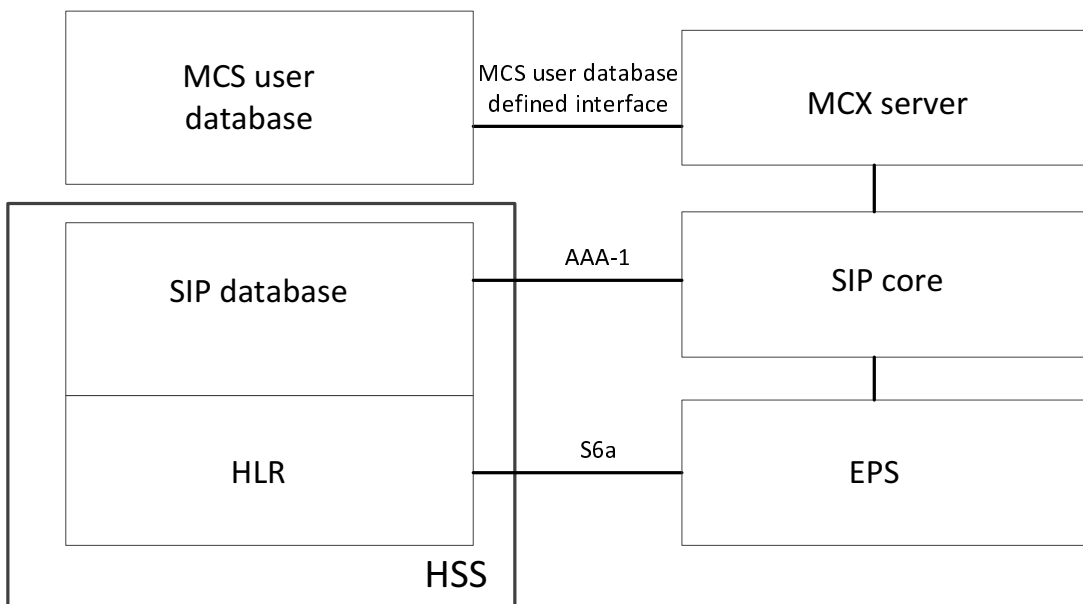 MCS user
database
MCS user database
defined interface
MCX server
SIP database
AAA-1
SIP core
HLR
S6a
EPS
HSS